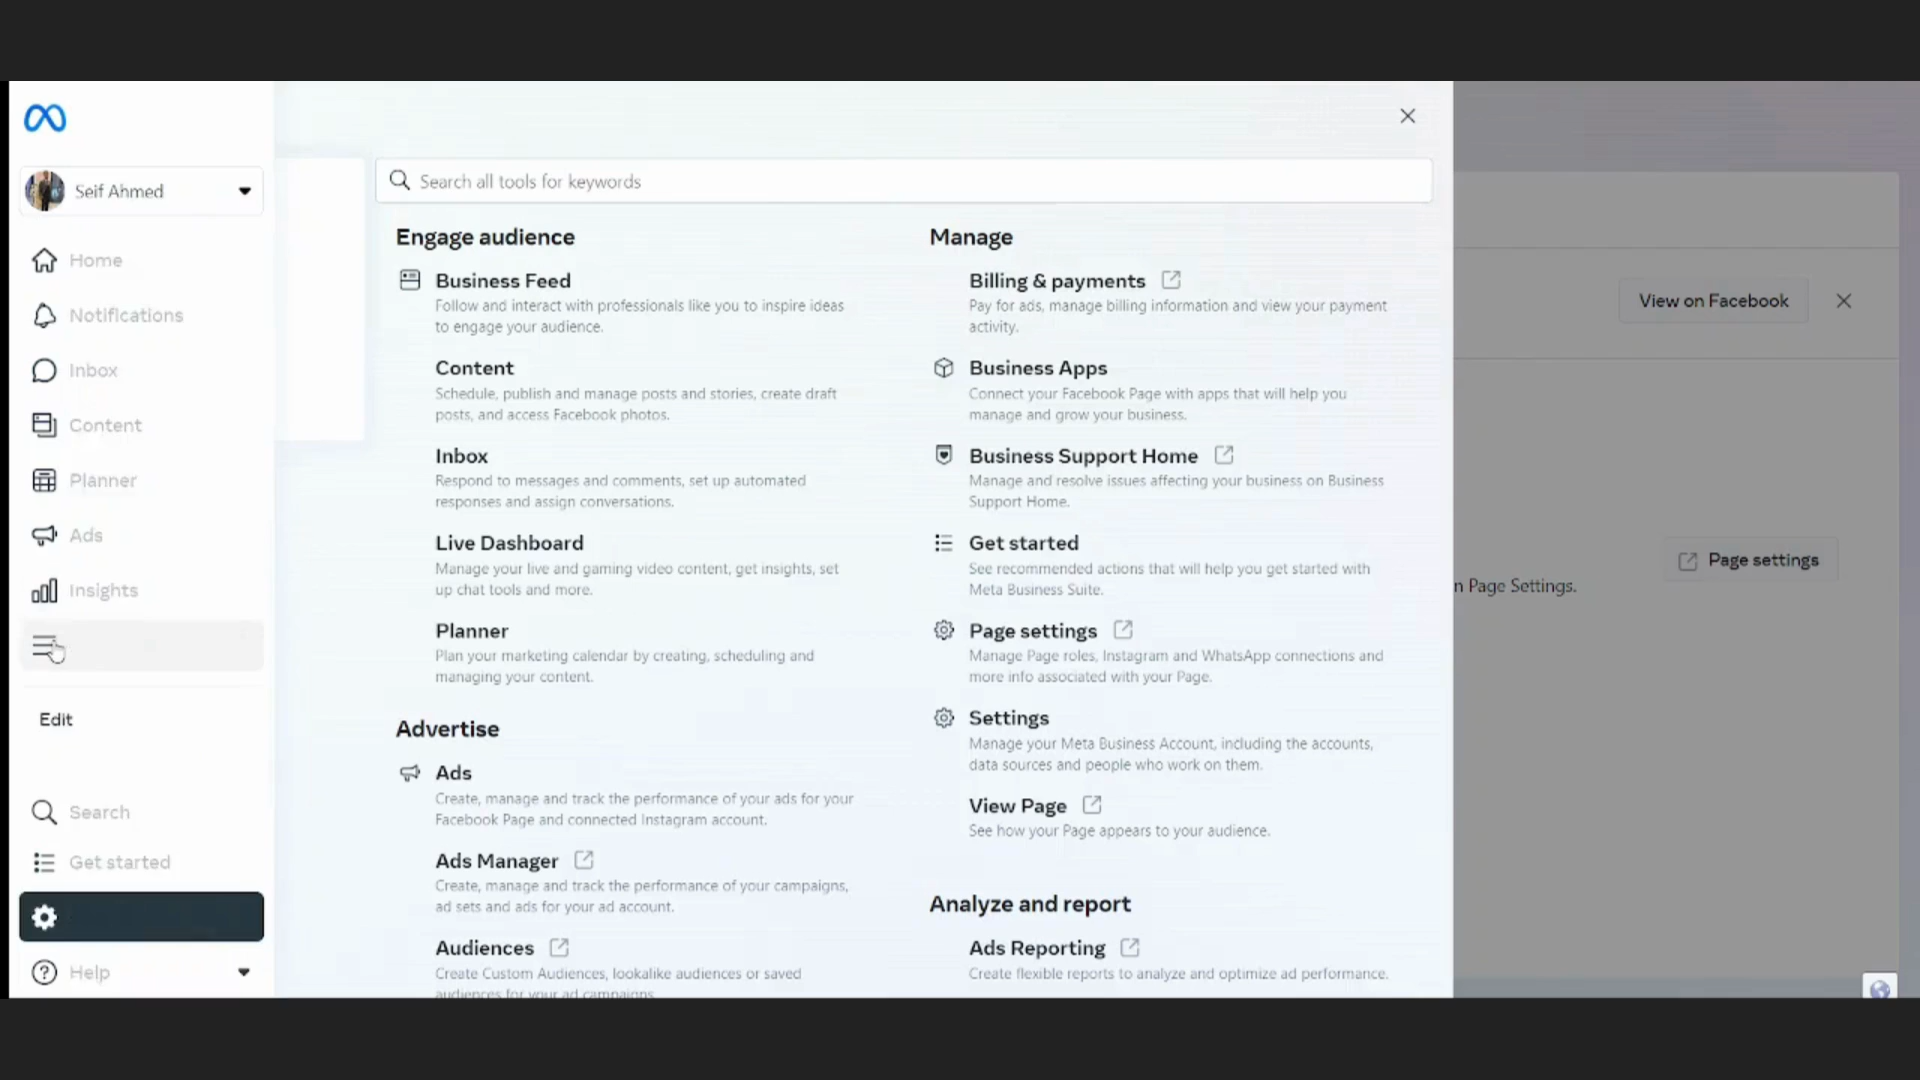 Seif Ahmed
Home
Notifications
Inbox
Content
Planner
Ads
Insights
Edit
Search
Get started
Help
Search all tools for keywords
Engage audience
Business Feed
Follow and interact with professionals like you to inspire ideas
to engage your audience.
Content
Schedule, publish and manage posts and stories, create draft
posts, and access Facebook photos.
Inbox
Respond to messages and comments, set up automated
responses and assign conversations.
Live Dashboard
Manage your live and gaming video content, get insights, set
up chat tools and more.
Planner
Plan your marketing calendar by creating, scheduling and
managing your content.
Advertise
Ads
Create, manage and track the performance of your ads for your
Facebook Page and connected Instagram account.
Ads Manager
Create, manage and track the performance of your campaigns,
ad sets and ads for your ad account.
Audiences
Create Custom Audiences, lookalike audiences or saved
audiences for your ad campaigns.
Manage
Billing & payments
Pay for ads, manage billing information and view your payment
activity.
Business Apps
Connect your Facebook Page with apps that will help you
manage and grow your business.
Business Support Home
Manage and resolve issues affecting your business on Business
Support Home.
Get started
See recommended actions that will help you get started with
Meta Business Suite.
Page settings
Manage Page roles, Instagram and WhatsApp connections and
more info associated with your Page.
Settings
Manage your Meta Business Account, including the accounts,
data sources and people who work on them.
View Page
See how your Page appears to your audience.
Analyze and report
Ads Reporting
Create flexible reports to analyze and optimize ad performance.
View on Facebook
Page settings
n Page Settings.